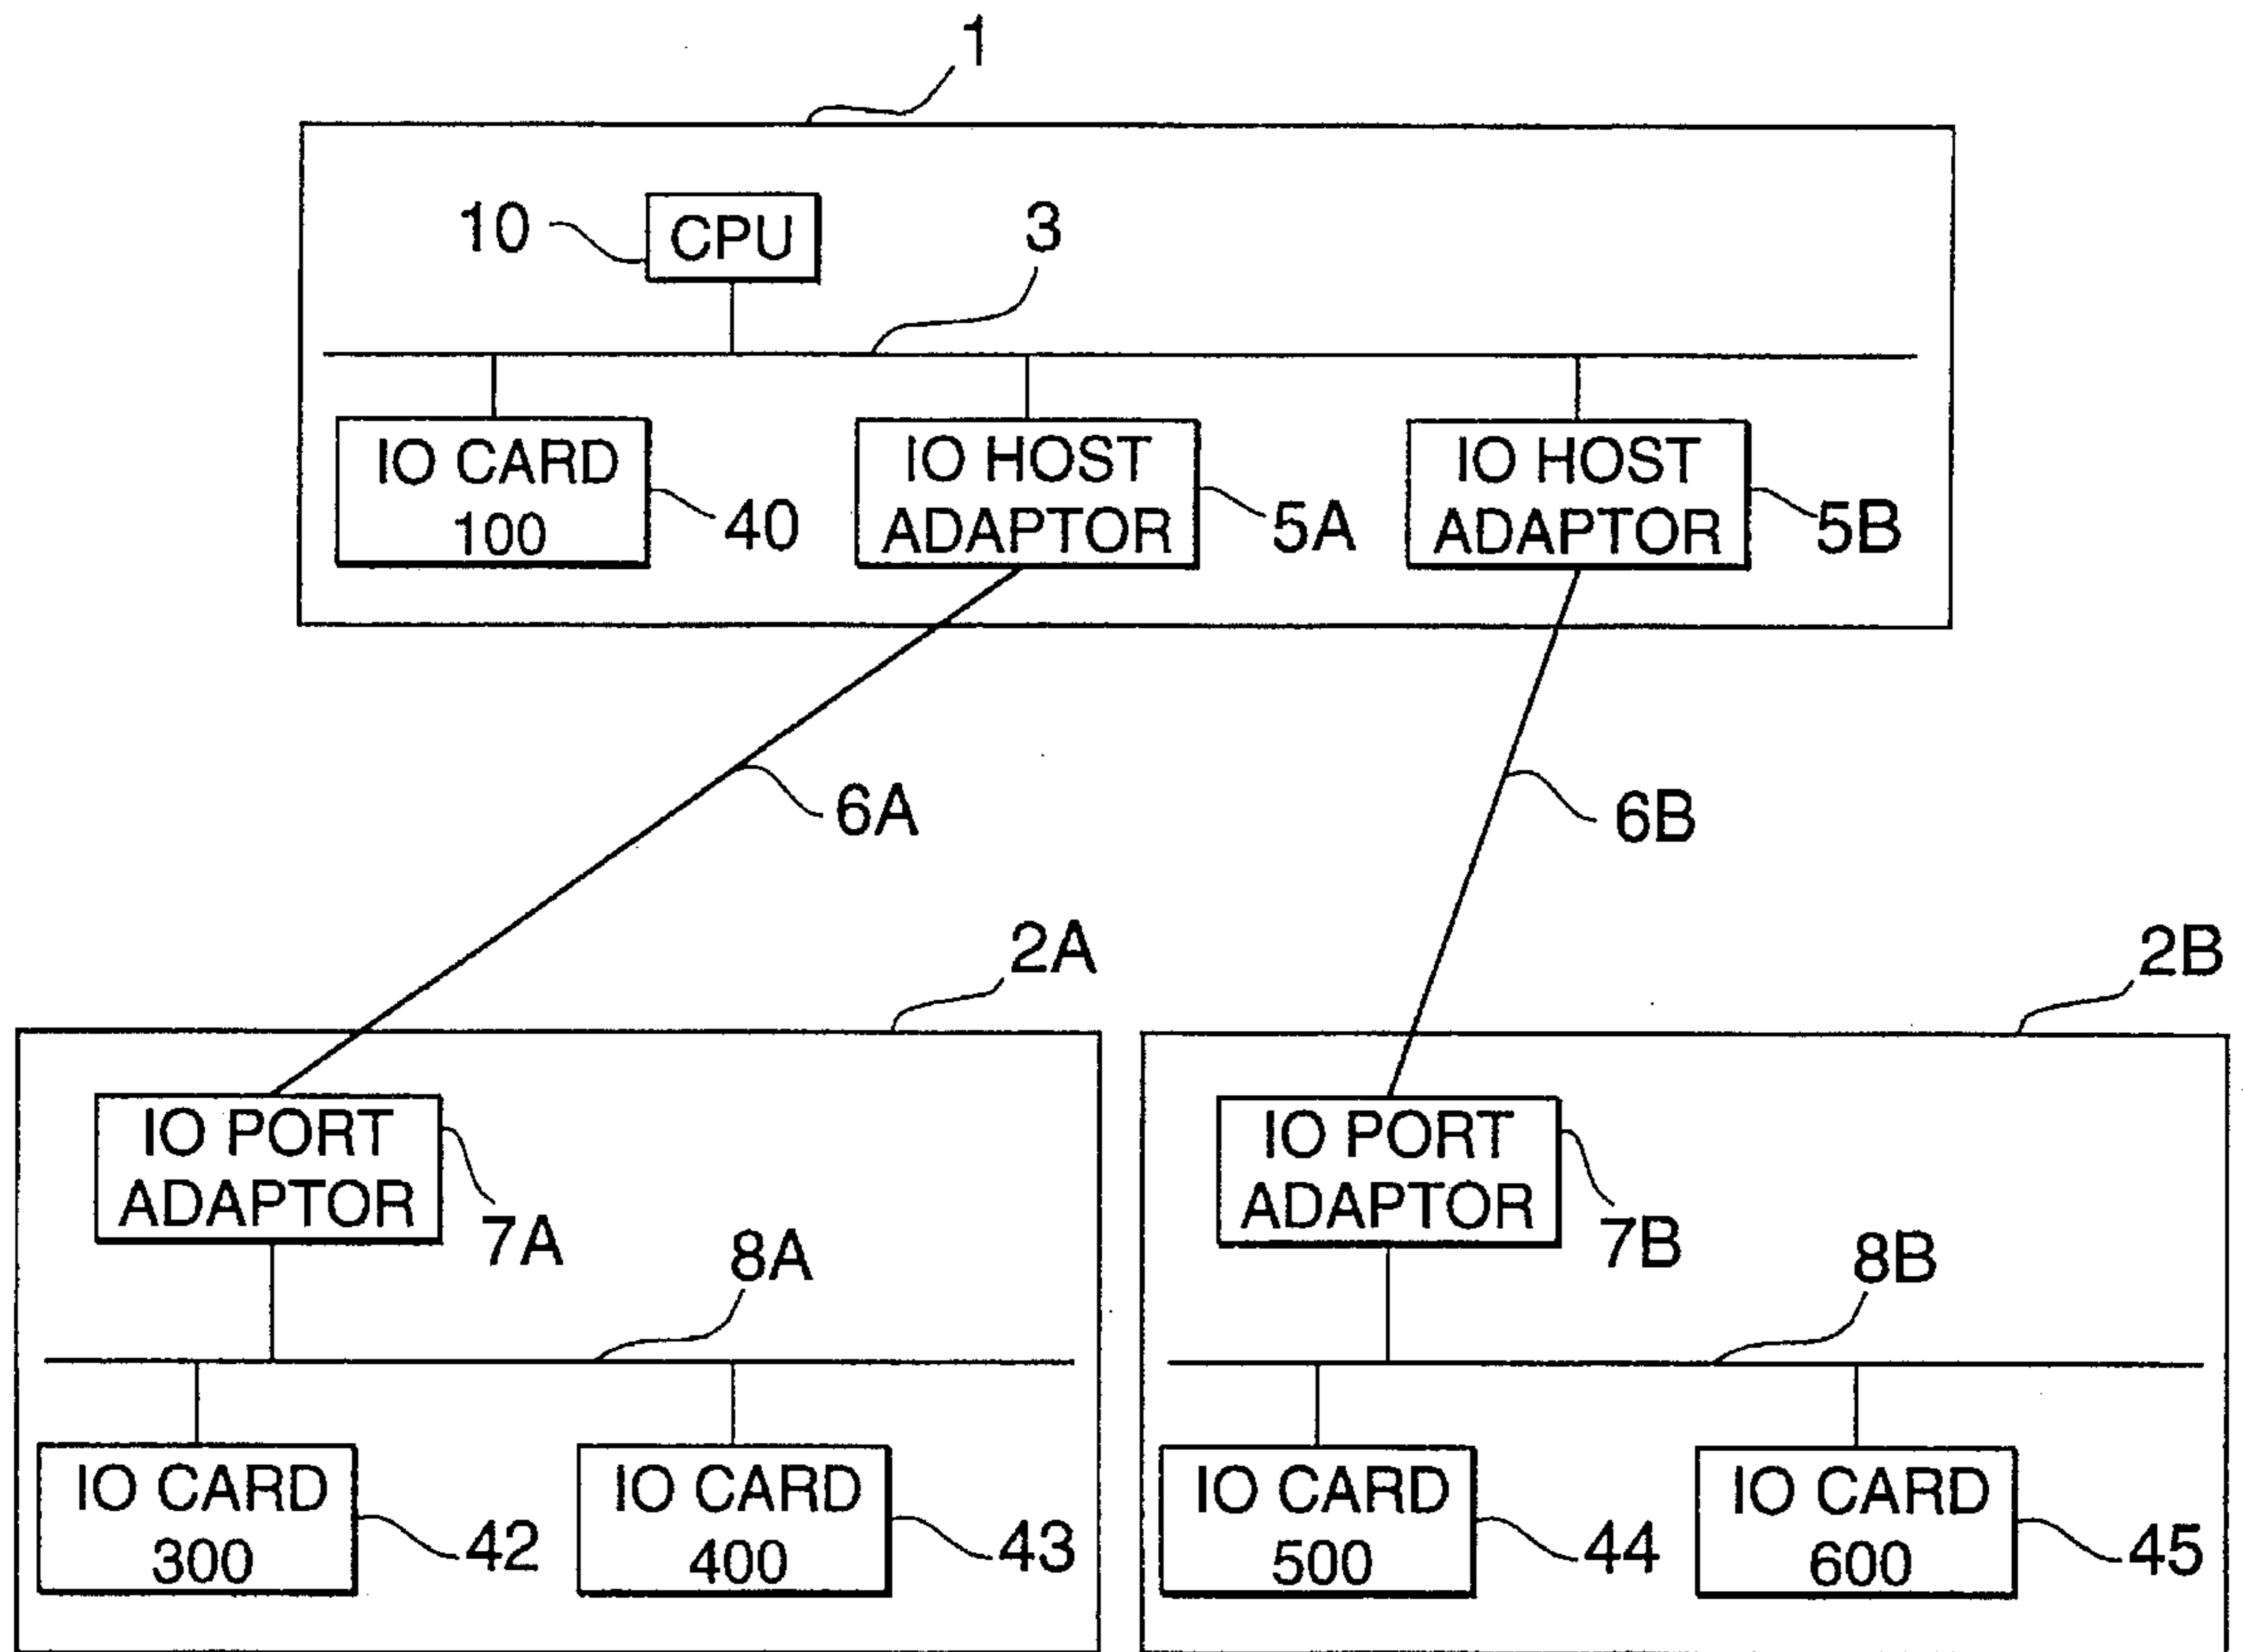 1
10
CPU
3
IO CARD
100
40
IO HOST
ADAPTOR
5A
IO HOST
ADAPTOR
5B
6A
6B
2A
2B
IO PORT
ADAPTOR
7A
8A
IO PORT
ADAPTOR
7B
8B
IO CARD
300
42
IO CARD
400
43
IO CARD
500
44
IO CARD
600
45